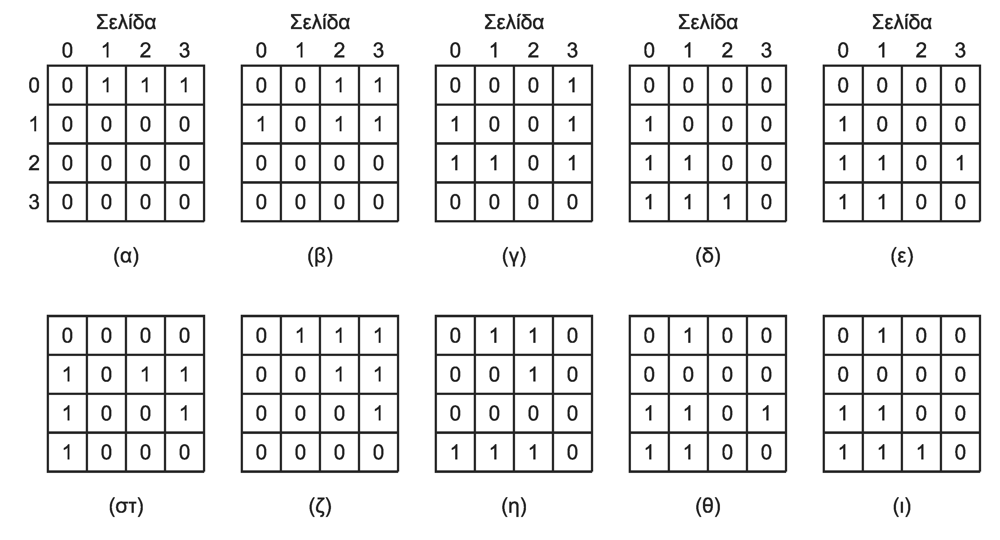 Σελίδα Σελίδα Σελίδα Σελίδα Σελίδα
0 1 2 3 0 1 2 3 0 1 2 3 0 1 2 3 0 1 2 3
0 0 1 1 1 0 0 1 1 0 0 0 1 0 0 0 0 0 0 0 0
1 0 0 0 0 1 0 1 1 1 0 0 1 1 0 0 0 1 0 0 0
2 0 0 0 0 0 0 0 0 1 1 0 1 1 1 0 0 1 1 0 1
3 0 0 0 0 0 0 0 0 0 0 0 0 1 1 1 0 1 1 0 0
(α) (β) (γ) (δ) (ε)
0 0 0 0 0 1 1 1 0 1 1 0 0 1 0 0 0 1 0 0
1 0 1 1 0 0 1 1 0 0 1 0 0 0 0 0 0 0 0 0
1 0 0 1 0 0 0 1 0 0 0 0 1 1 0 1 1 1 0 0
1 0 0 0 0 0 0 0 1 1 1 0 1 1 0 0 1 1 1 0
(στ) (ζ) (η) (θ) (ι)